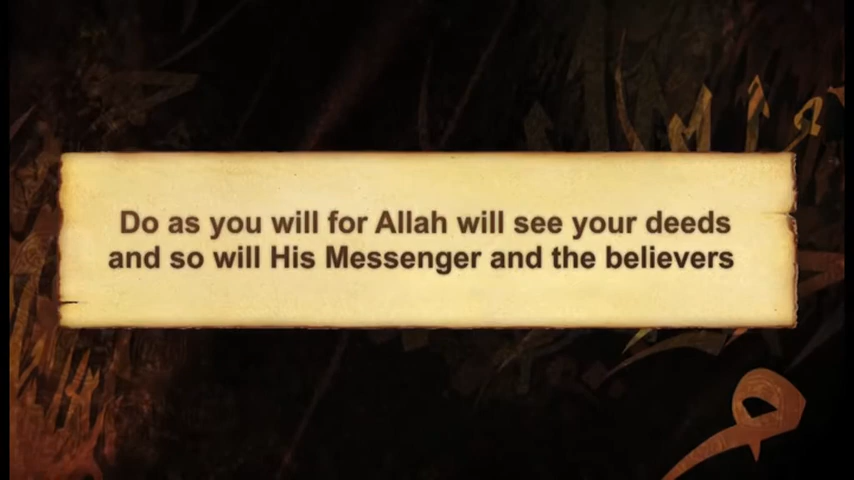 Do as you will for Allah will see your deeds
and so will His Messenger and the believers